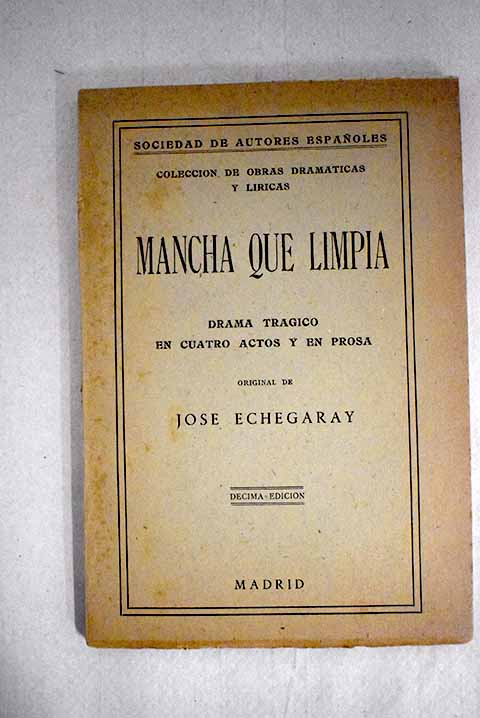 SOCIEDAD DE AUTORES ESPAÑOLES
COLECCION DE OBRAS DRAMATICAS
Y LIRICAS
MANCHA QUE LIMPIA
DRAMA TRAGICO
EN CUATRO ACTOS Y EN PROSA
ORIGINAL DE
JOSE ECHEGARAY
DECIMA EDICION
MADRID